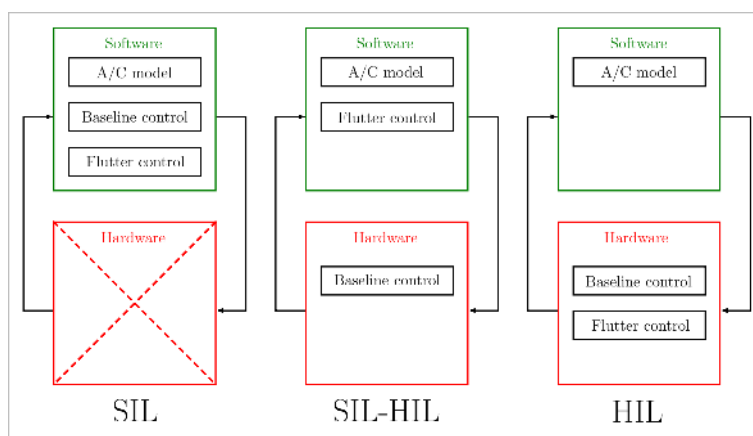 Software
A/C model
Baseline control
Flutter control
Hardware
SIL
Software
A/C model
Flutter control
Hardware
Baseline control
SIL-HIL
Software
A/C model
Hardware
Baseline control
Flutter control
HIL